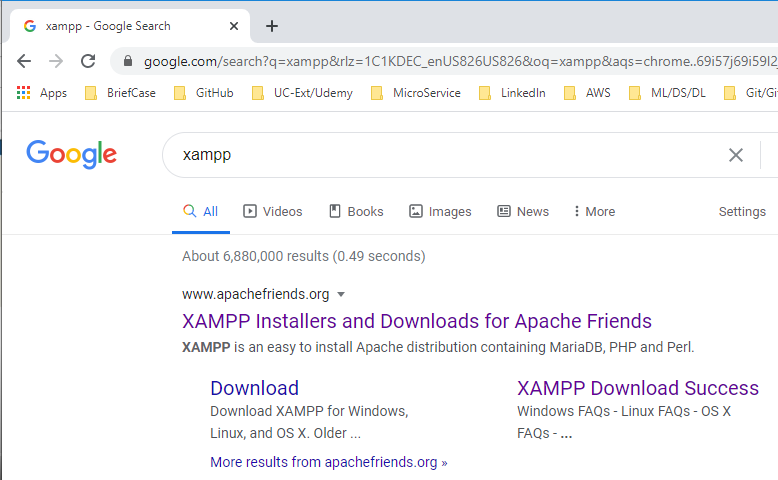 xampp - Google Search
google.com/search?q=xampp&rlz=1C1KDEC_enUS826US826&oq=xampp&aqs=chrome..69i57j69i59l2
Apps BriefCase GitHub UC-Ext/Udemy MicroService LinkedIn AWS ML/DS/DL Git/Gi
Google
xampp
All Videos Books Images News More Settings
About 6,880,000 results (0.49 seconds)
www.apachefriends.org
XAMPP Installers and Downloads for Apache Friends
XAMPP is an easy to install Apache distribution containing MariaDB, PHP and Perl.
Download
Download XAMPP for Windows,
Linux, and OS X. Older ...
XAMPP Download Success
Windows FAQs - Linux FAQs - OS X
FAQs - ...
More results from apachefriends.org »